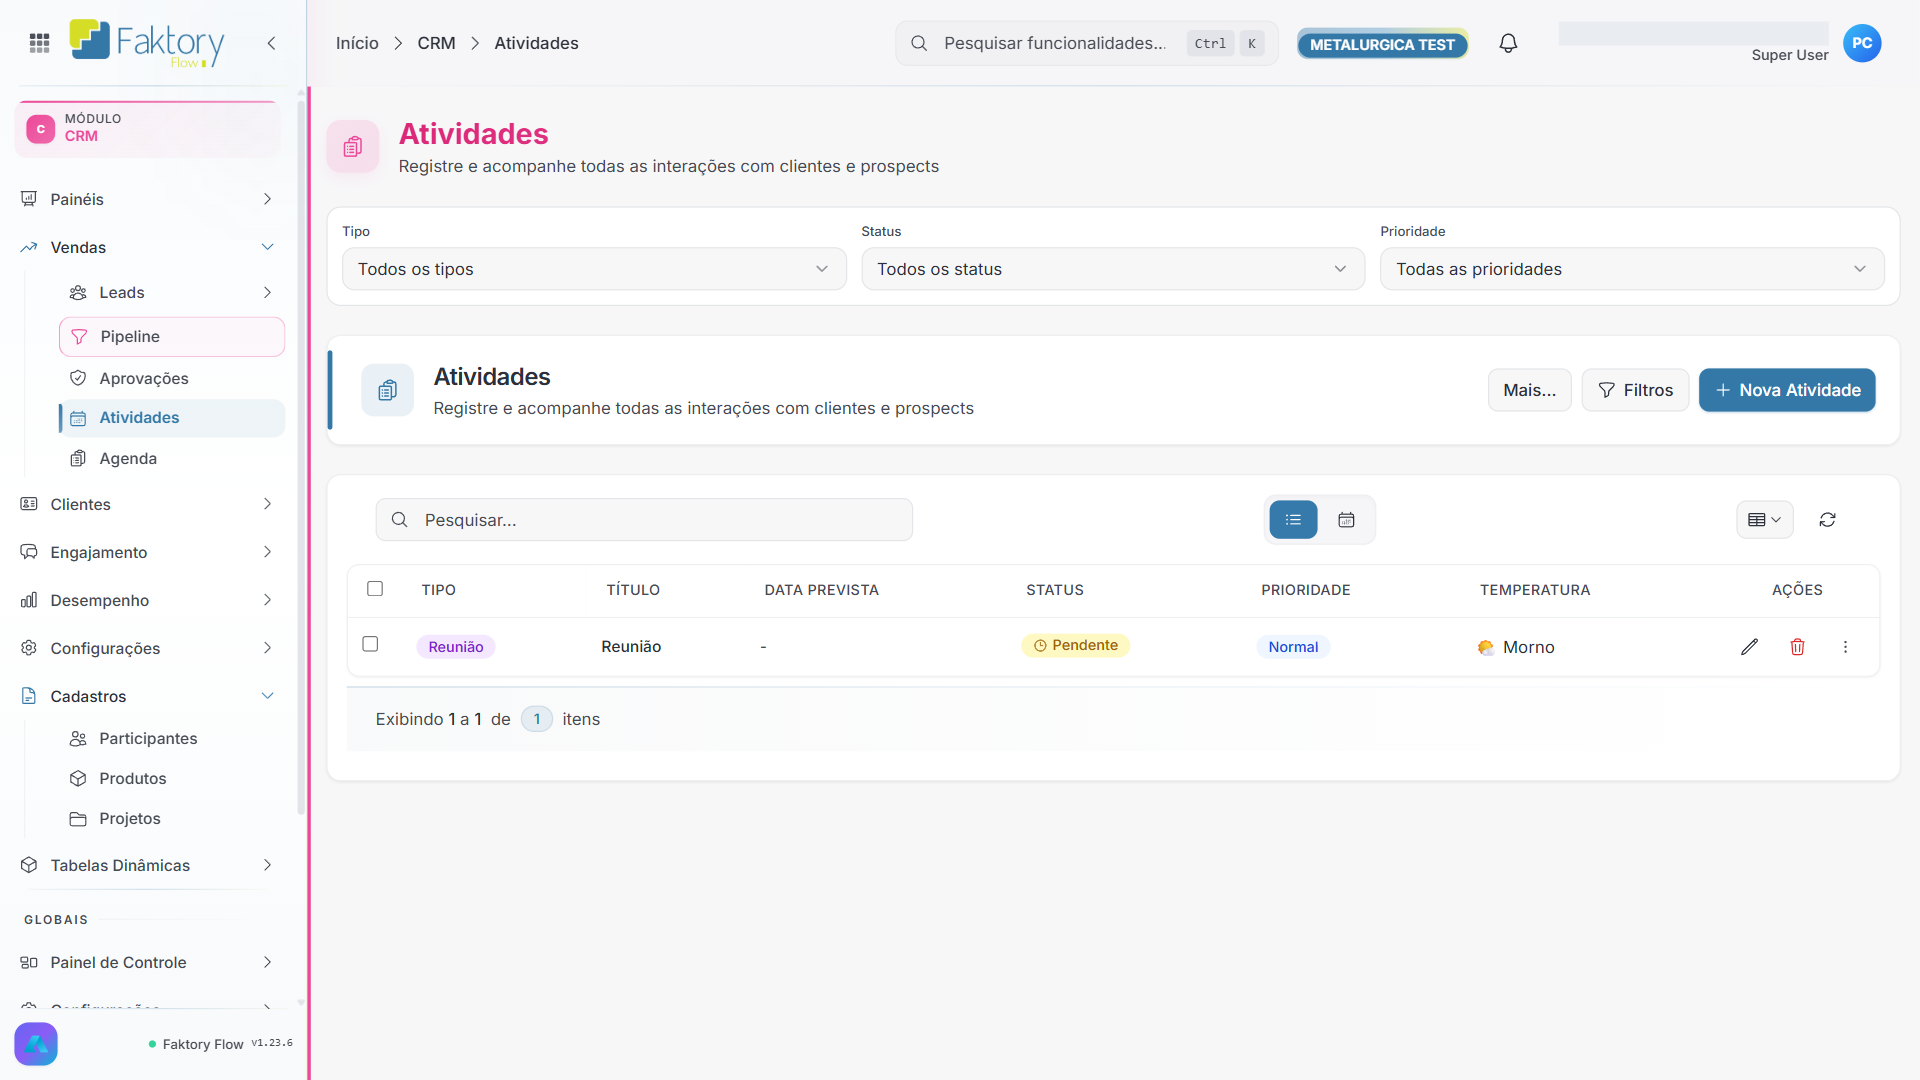 Faktory
Flow
MÓDULO
C
CRM
Painéis
Vendas
Leads
Pipeline
Aprovações
Atividades
Agenda
Clientes
Engajamento
Desempenho
Configurações
Cadastros
Participantes
Produtos
Projetos
Tabelas Dinâmicas
GLOBAIS
Painel de Controle
Configurações
Faktory Flow v1.23.6
Início CRM Atividades
Pesquisar funcionalidades... Ctrl K
METALURGICA TEST
Super User
PC
Atividades
Registre e acompanhe todas as interações com clientes e prospects
Tipo Status Prioridade
Todos os tipos Todos os status Todas as prioridades
Atividades
Registre e acompanhe todas as interações com clientes e prospects
Mais... Filtros Nova Atividade
Pesquisar...
TIPO TÍTULO DATA PREVISTA STATUS PRIORIDADE TEMPERATURA AÇÕES
Reunião Reunião - Pendente Normal Morno
Exibindo 1 a 1 de 1 itens